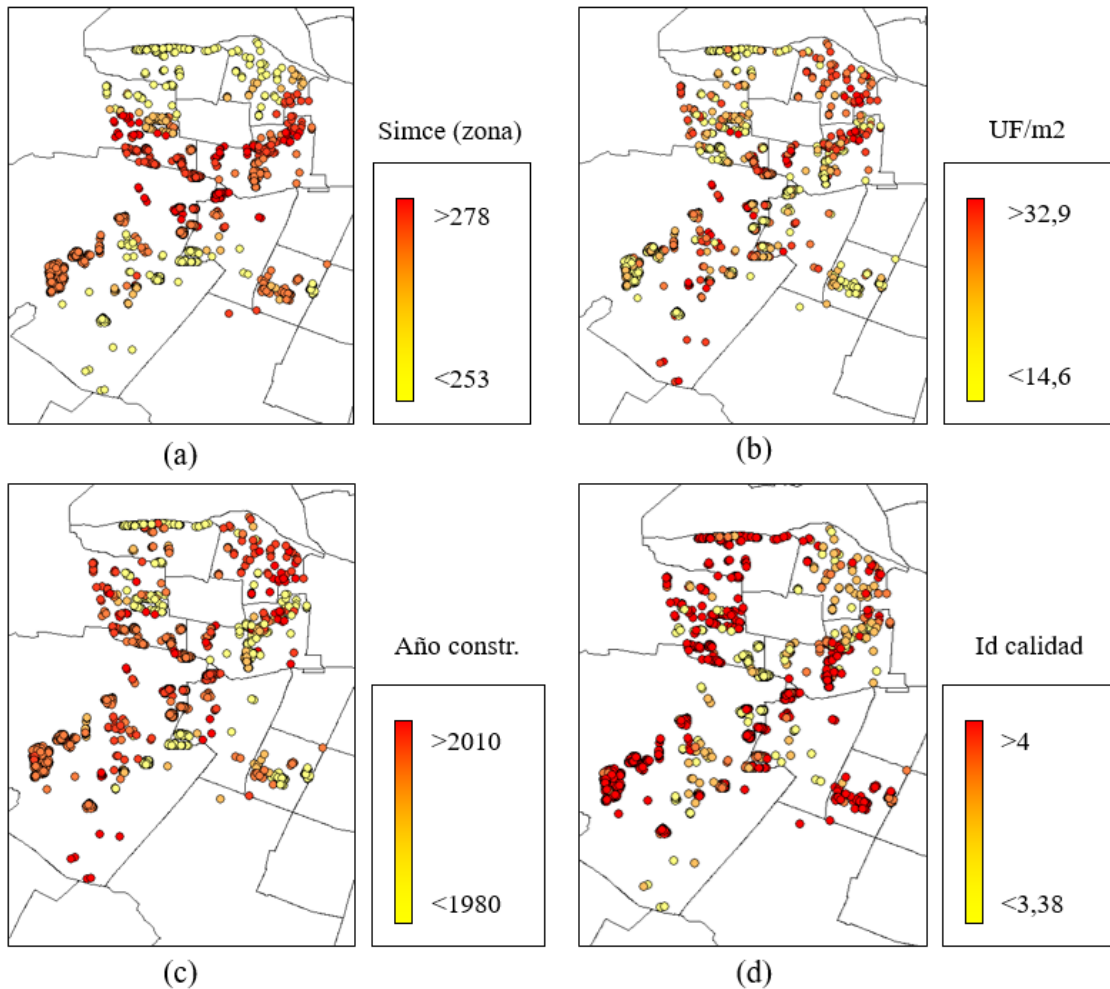 Simce (zona)
>278
<253
(a)
UF/m2
>32,9
<14,6
(b)
Año constr.
>2010
<1980
(c)
Id calidad
>4
<3,38
(d)